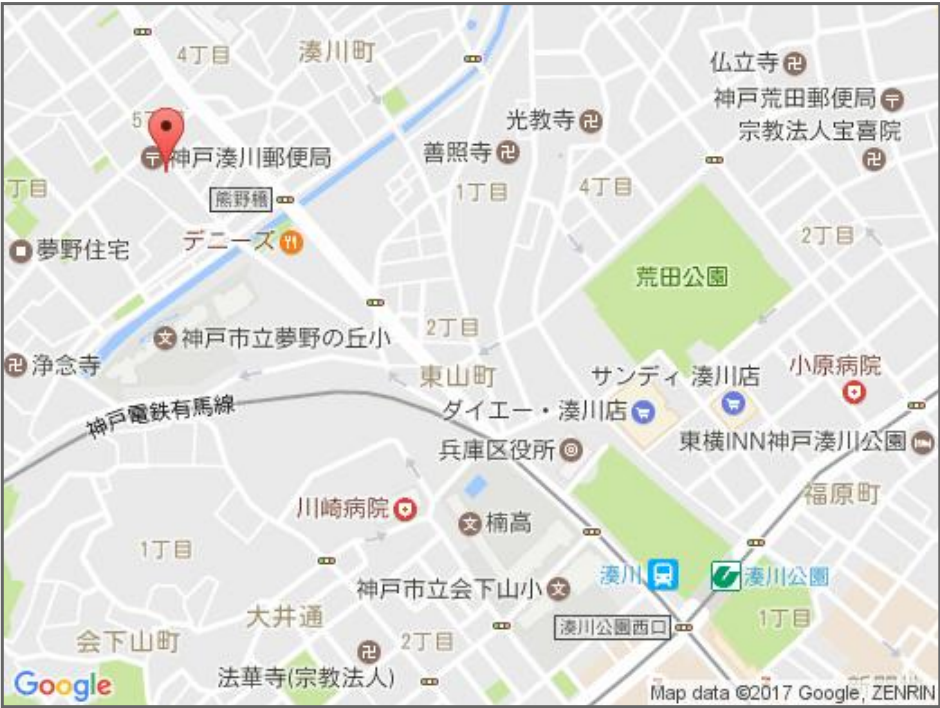 4丁目
湊川町
仏立寺
神戸荒田郵便局
5丁目
光教寺
宗教法人宝喜院
神戸湊川郵便局
善照寺
丁目
1丁目
4丁目
熊野橋
デニーズ
2丁目
夢野住宅
荒田公園
2丁目
神戸市立夢野の丘小
浄念寺
東山町
サンディ 湊川店
小原病院
神戸電鉄有馬線
ダイエー・湊川店
兵庫区役所
東横INN神戸湊川公園
福原町
川崎病院
楠高
1丁目
湊川
湊川公園
神戸市立会下山小
大井通
1丁目
湊川公園西口
会下山町
2丁目
法華寺(宗教法人)
Google
Map data ©2017 Google, ZENRIN